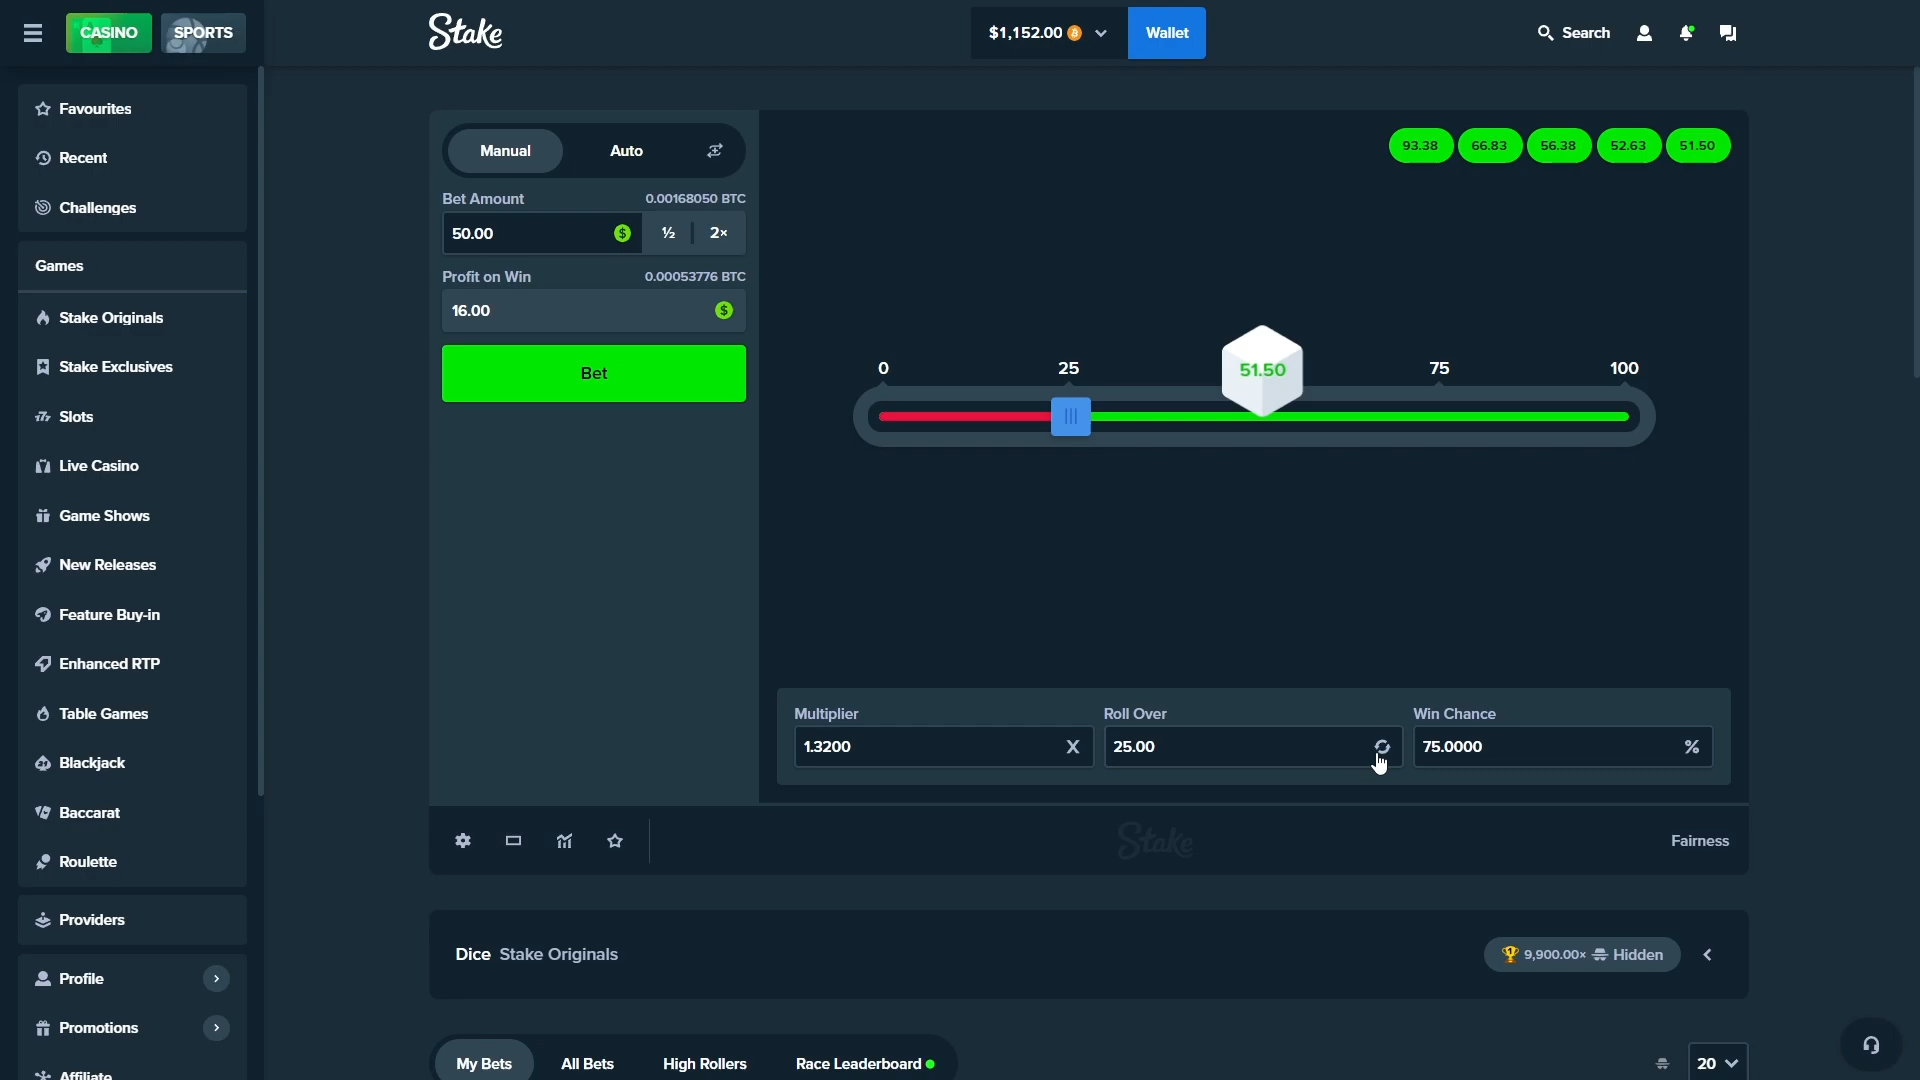 CASINO
SPORTS
Stake
$1,152.00
Wallet
Search
Favourites
Recent
Challenges
Games
Stake Originals
Stake Exclusives
Slots
Live Casino
Game Shows
New Releases
Feature Buy-in
Enhanced RTP
Table Games
Blackjack
Baccarat
Roulette
Providers
Profile
Promotions
Affiliate
Manual
Auto
Bet Amount 0.00168050 BTC
50.00 $ ½ 2×
Profit on Win 0.00053776 BTC
16.00 $
Bet
93.38 66.83 56.38 52.63 51.50
0 25 51.50 75 100
Multiplier Roll Over Win Chance
1.3200 X 25.00 75.0000 %
Stake
Fairness
Dice Stake Originals
9,900.00× Hidden
My Bets All Bets High Rollers Race Leaderboard
20